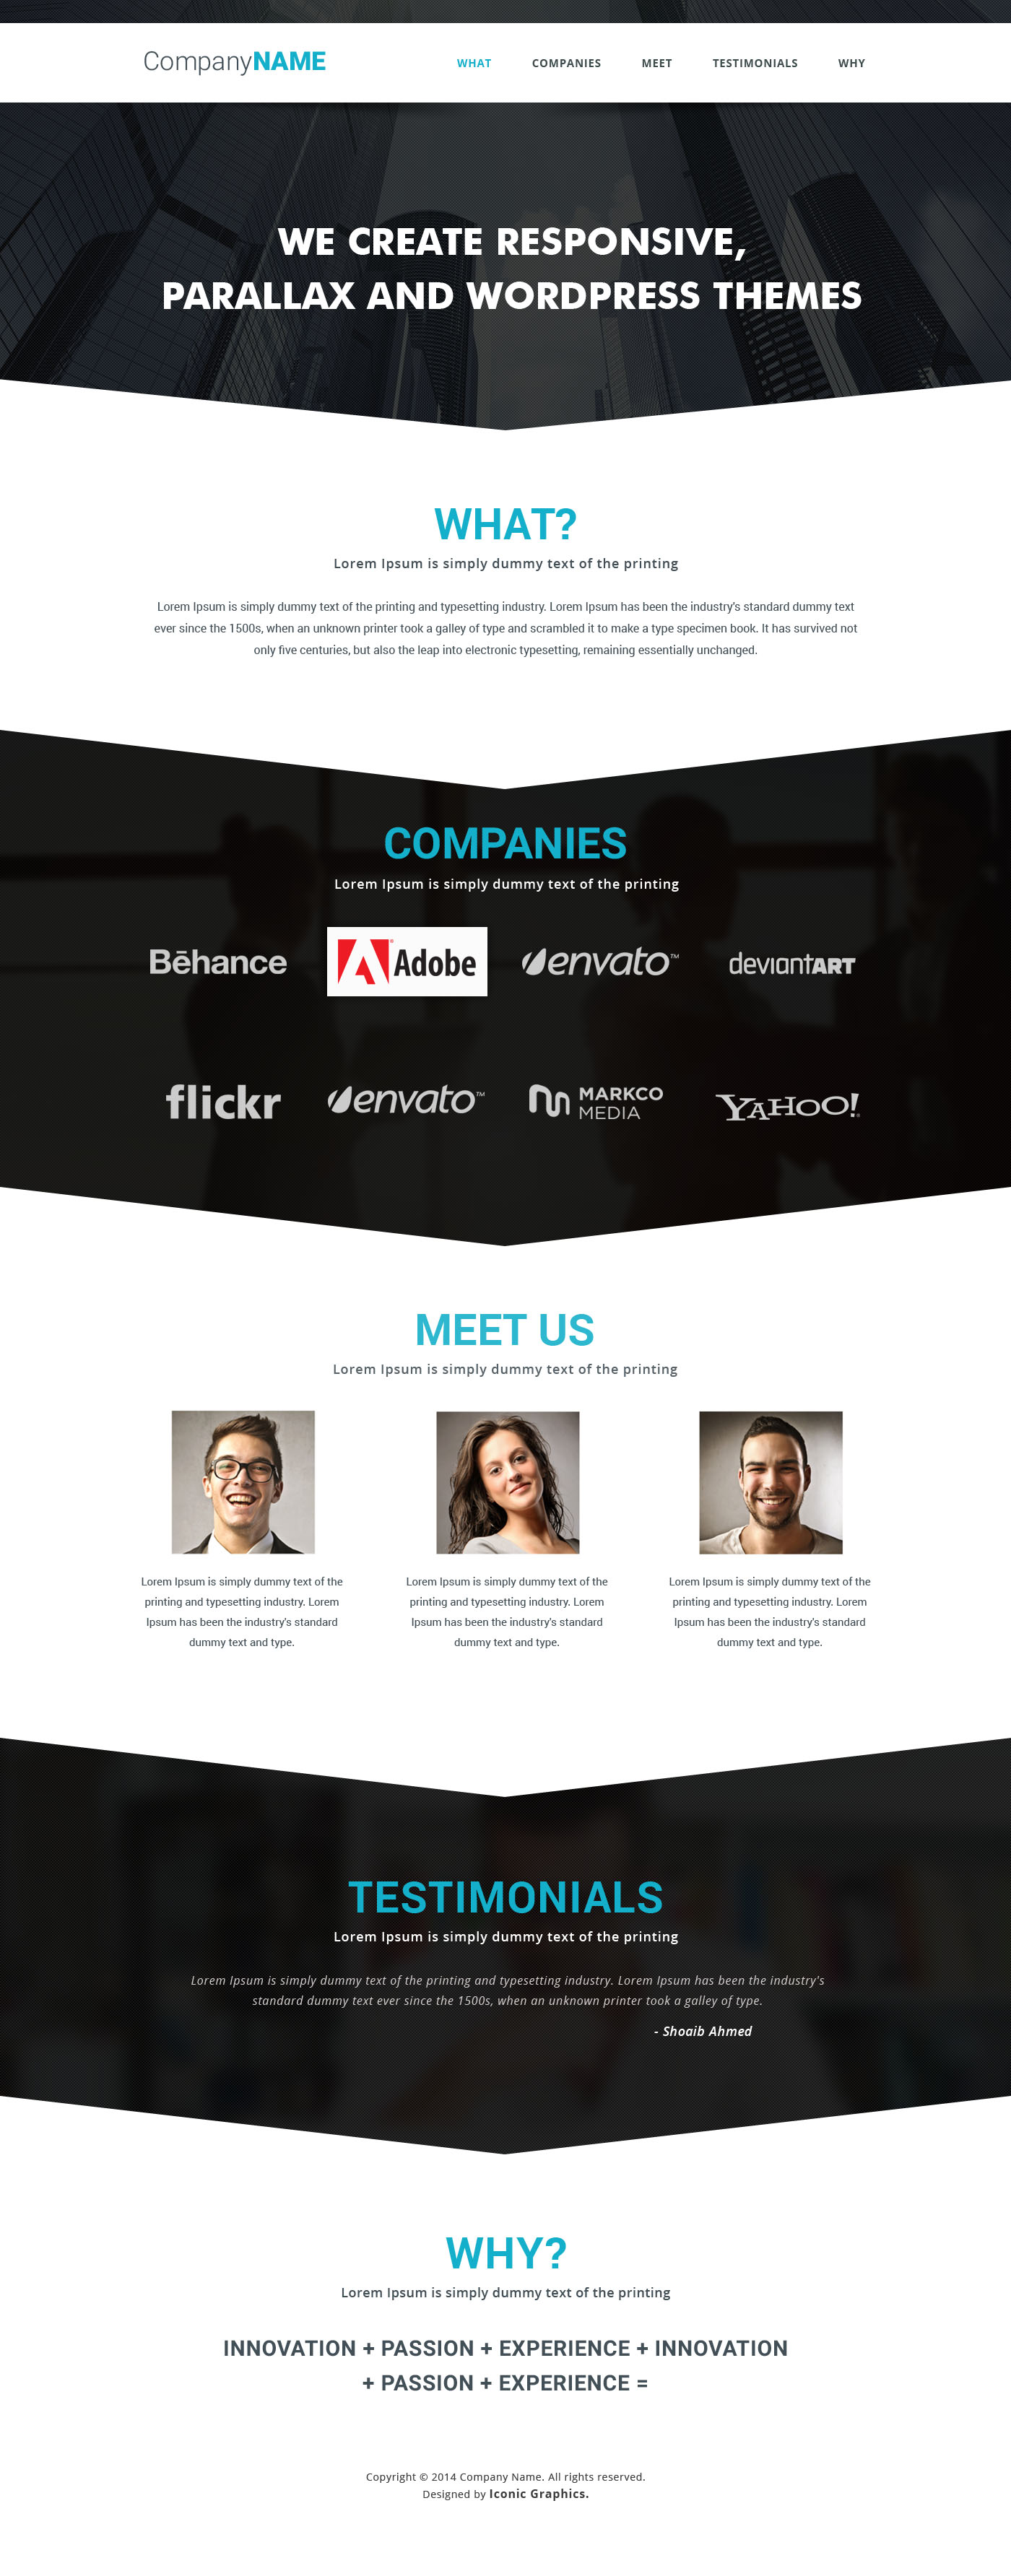 CompanyNAME
WHAT COMPANIES MEET TESTIMONIALS WHY
WE CREATE RESPONSIVE,
PARALLAX AND WORDPRESS THEMES
WHAT?
Lorem Ipsum is simply dummy text of the printing
Lorem Ipsum is simply dummy text of the printing and typesetting industry. Lorem Ipsum has been the industry's standard dummy text
ever since the 1500s, when an unknown printer took a galley of type and scrambled it to make a type specimen book. It has survived not
only five centuries, but also the leap into electronic typesetting, remaining essentially unchanged.
COMPANIES
Lorem Ipsum is simply dummy text of the printing
Bēhance
Adobe
envato™
deviantART
flickr
envato™
MARKCO
MEDIA
YAHOO!
MEET US
Lorem Ipsum is simply dummy text of the printing
Lorem Ipsum is simply dummy text of the
printing and typesetting industry. Lorem
Ipsum has been the industry's standard
dummy text and type.
Lorem Ipsum is simply dummy text of the
printing and typesetting industry. Lorem
Ipsum has been the industry's standard
dummy text and type.
Lorem Ipsum is simply dummy text of the
printing and typesetting industry. Lorem
Ipsum has been the industry's standard
dummy text and type.
TESTIMONIALS
Lorem Ipsum is simply dummy text of the printing
Lorem Ipsum is simply dummy text of the printing and typesetting industry. Lorem Ipsum has been the industry's
standard dummy text ever since the 1500s, when an unknown printer took a galley of type.
- Shoaib Ahmed
WHY?
Lorem Ipsum is simply dummy text of the printing
INNOVATION + PASSION + EXPERIENCE + INNOVATION
+ PASSION + EXPERIENCE =
Copyright © 2014 Company Name. All rights reserved.
Designed by Iconic Graphics.